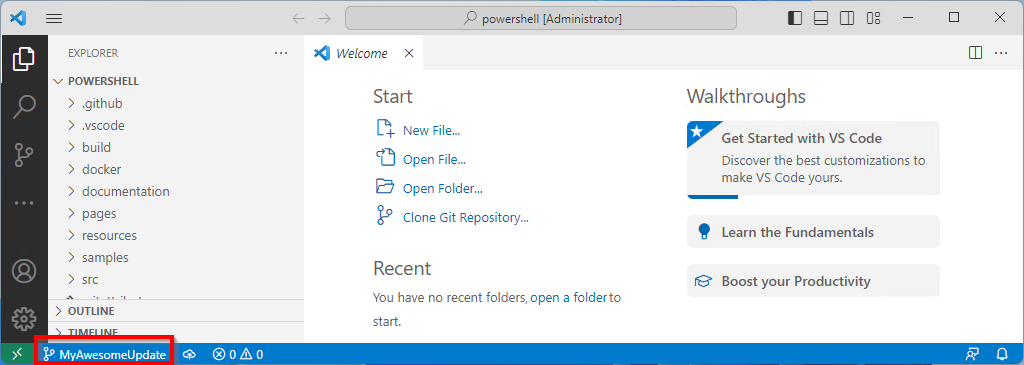 powershell [Administrator]
EXPLORER
Welcome
POWERSHELL
.github
.vscode
build
docker
documentation
pages
resources
samples
src
OUTLINE
TIMELINE
Start
New File...
Open File...
Open Folder...
Clone Git Repository...
Recent
You have no recent folders, open a folder to
start.
Walkthroughs
Get Started with VS Code
Discover the best customizations to
make VS Code yours.
Learn the Fundamentals
Boost your Productivity
MyAwesomeUpdate
0
0